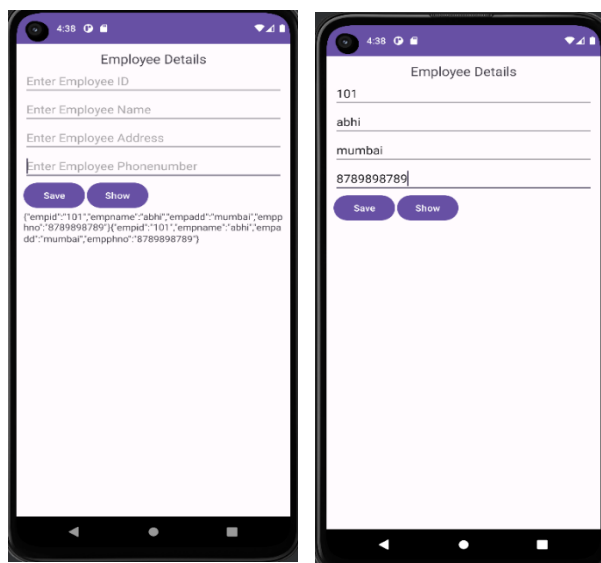 4:38
Employee Details
Enter Employee ID
Enter Employee Name
Enter Employee Address
Enter Employee Phonenumber
Save Show
{"empid":"101","empname":"abhi","empadd":"mumbai","empp
hno":"8789898789"}{"empid":"101","empname":"abhi","empa
dd":"mumbai","empphno":"8789898789"}
4:38
Employee Details
101
abhi
mumbai
8789898789
Save Show